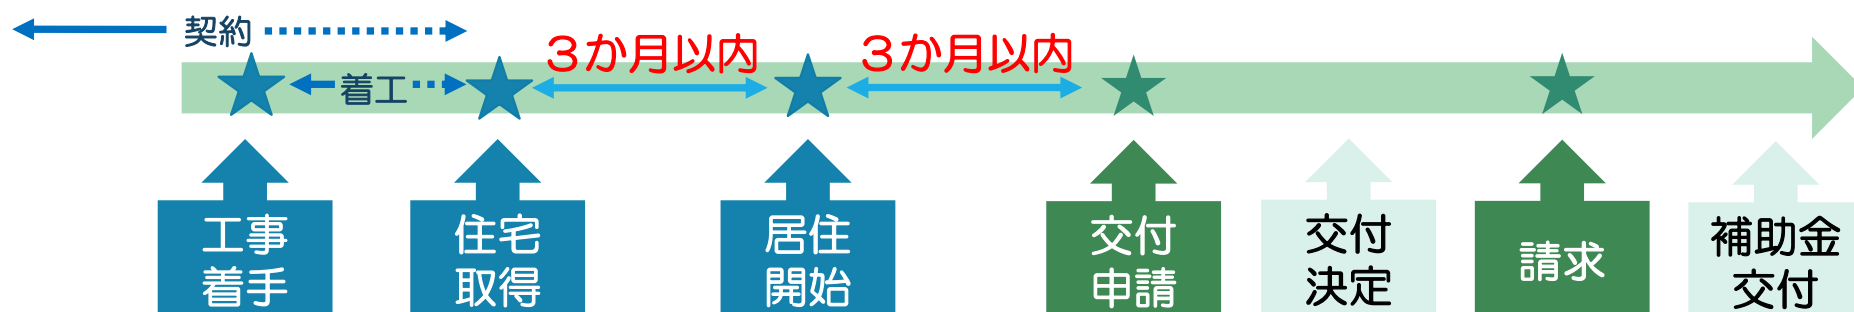 契約
着工
3か月以内
3か月以内
工事
着手
住宅
取得
居住
開始
交付
申請
交付
決定
請求
補助金
交付